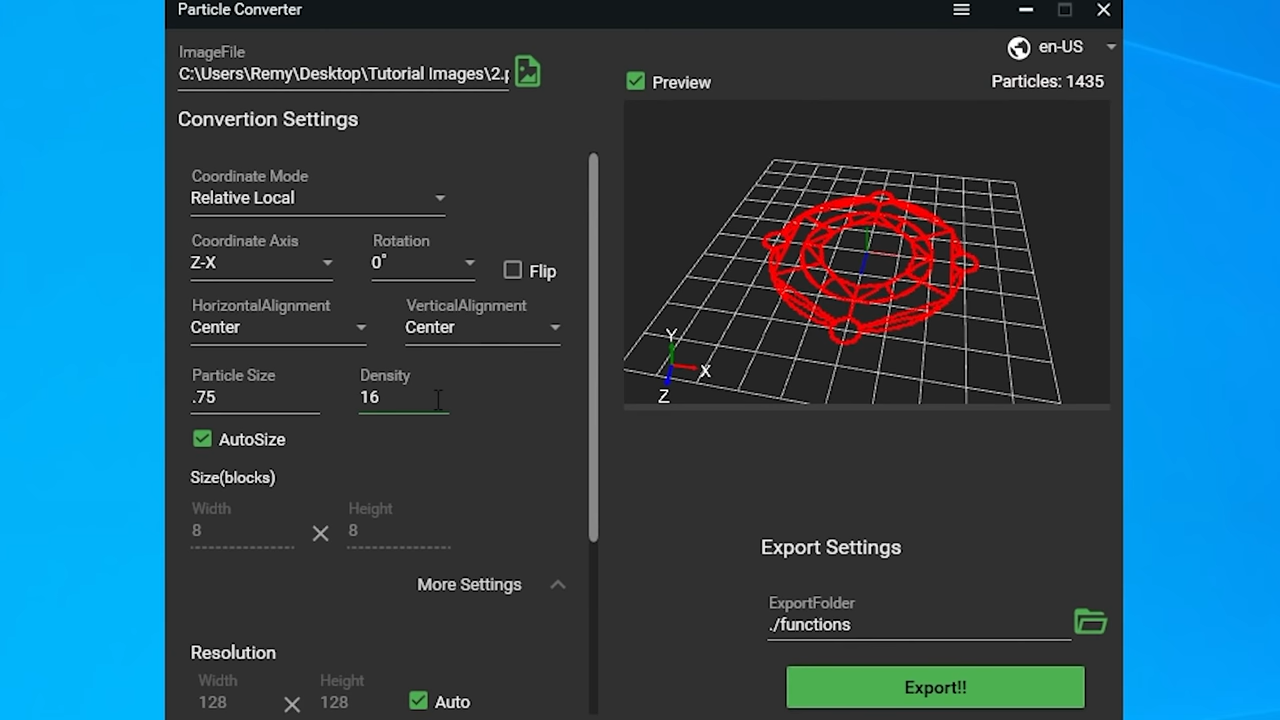 Particle Converter
en-US
ImageFile
C:\Users\Remy\Desktop\Tutorial Images\2.p
Preview
Particles: 1435
Convertion Settings
Coordinate Mode
Relative Local
Coordinate Axis
Rotation
Z-X
0°
Flip
HorizontalAlignment
VerticalAlignment
Center
Center
Particle Size
Density
.75
16
AutoSize
Size(blocks)
Width
Height
8
8
More Settings
Resolution
Width
Height
128
128
Auto
Y
X
Z
Export Settings
ExportFolder
./functions
Export!!